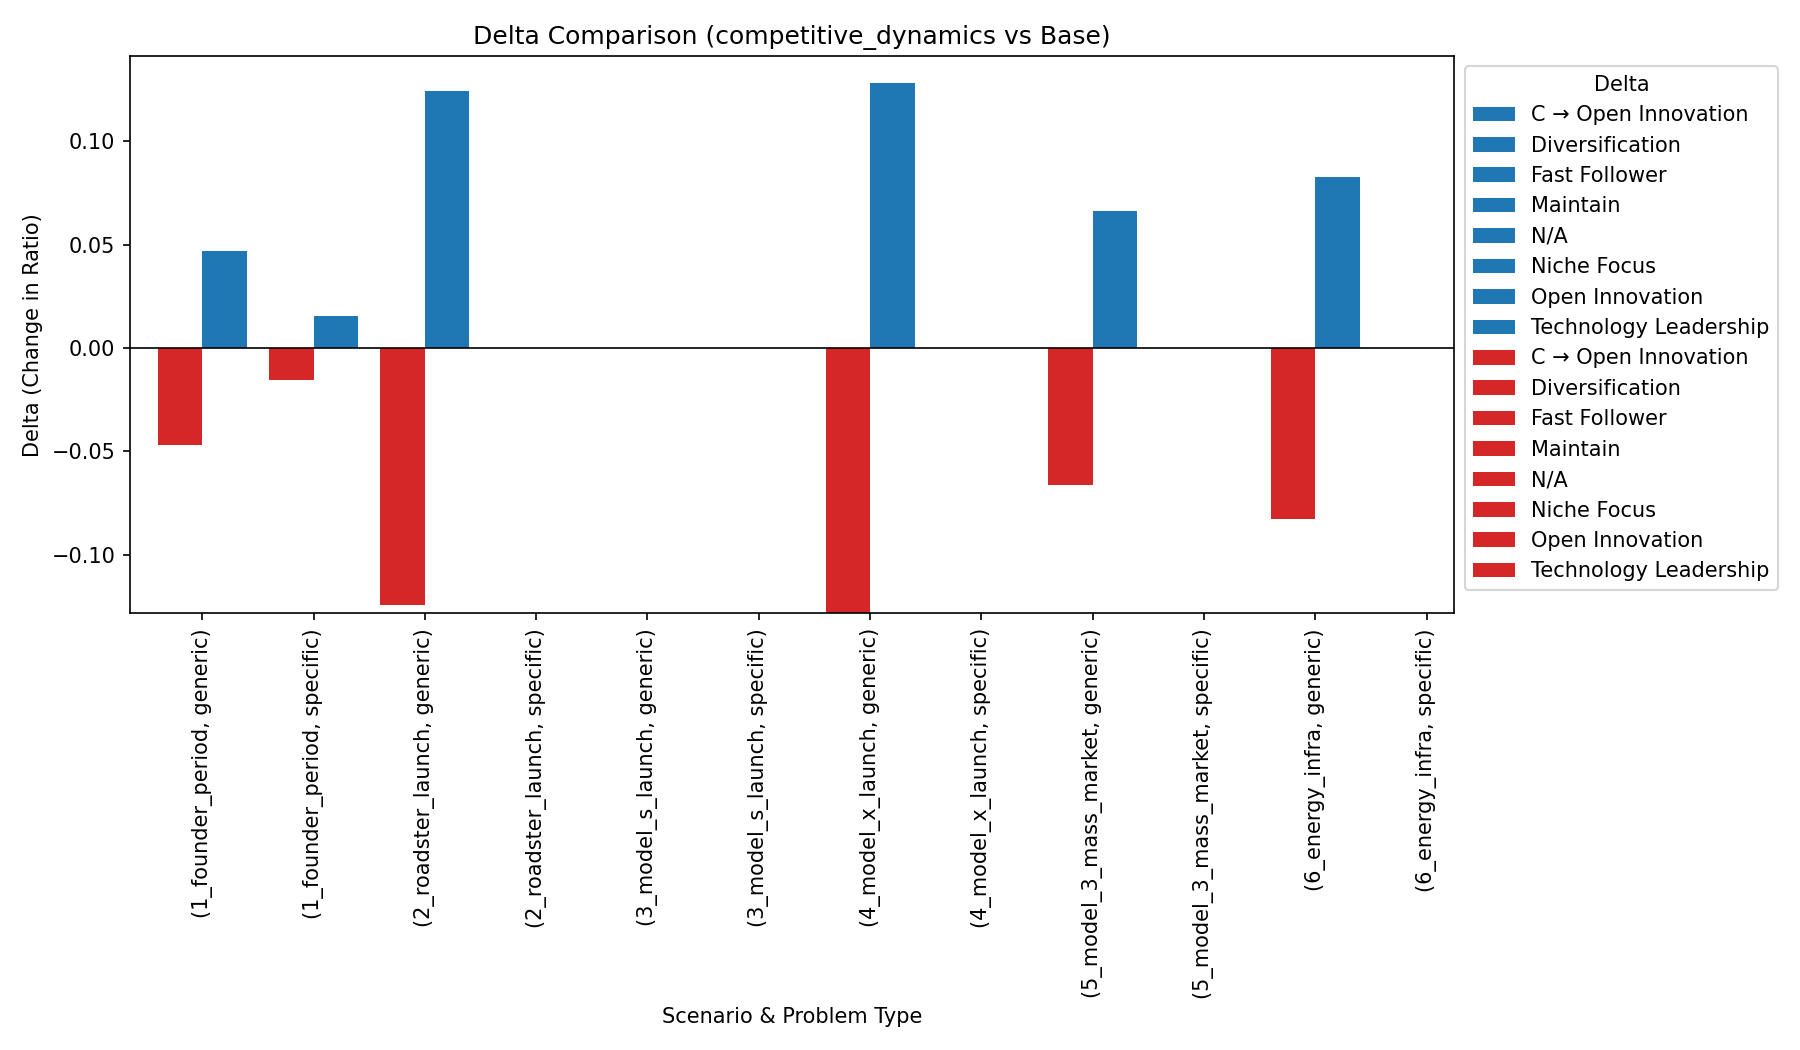 Delta Comparison (competitive_dynamics vs Base)
Delta (Change in Ratio)
0.10
0.05
0.00
−0.05
−0.10
(1_founder_period, generic)
(1_founder_period, specific)
(2_roadster_launch, generic)
(2_roadster_launch, specific)
(3_model_s_launch, generic)
(3_model_s_launch, specific)
(4_model_x_launch, generic)
(4_model_x_launch, specific)
(5_model_3_mass_market, generic)
(5_model_3_mass_market, specific)
(6_energy_infra, generic)
(6_energy_infra, specific)
Scenario & Problem Type
Delta
C → Open Innovation
Diversification
Fast Follower
Maintain
N/A
Niche Focus
Open Innovation
Technology Leadership
C → Open Innovation
Diversification
Fast Follower
Maintain
N/A
Niche Focus
Open Innovation
Technology Leadership